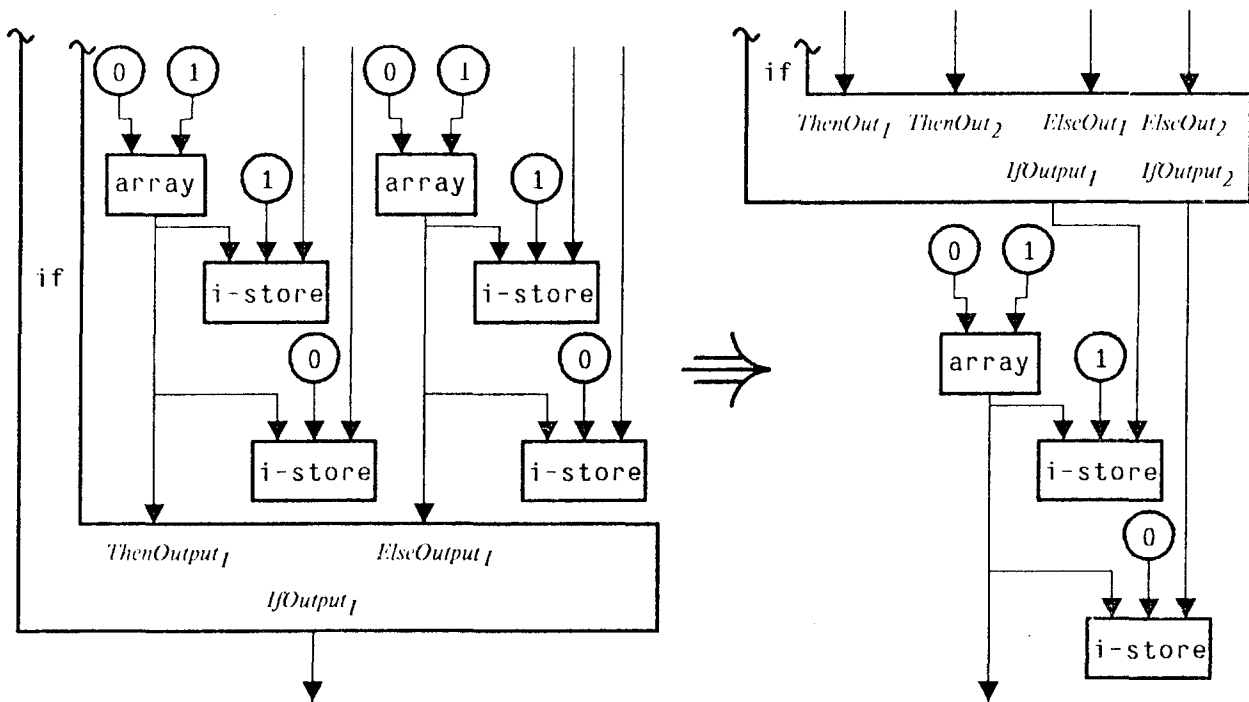 0 1 0 1
if
ThenOut1 ThenOut2 ElseOut1 ElseOut2
IfOutput1 IfOutput2
array 1 array 1
0 1
if
i-store i-store
0 0
array 1
i-store i-store
i-store
0
ThenOutput1 ElseOutput1
IfOutput1
i-store